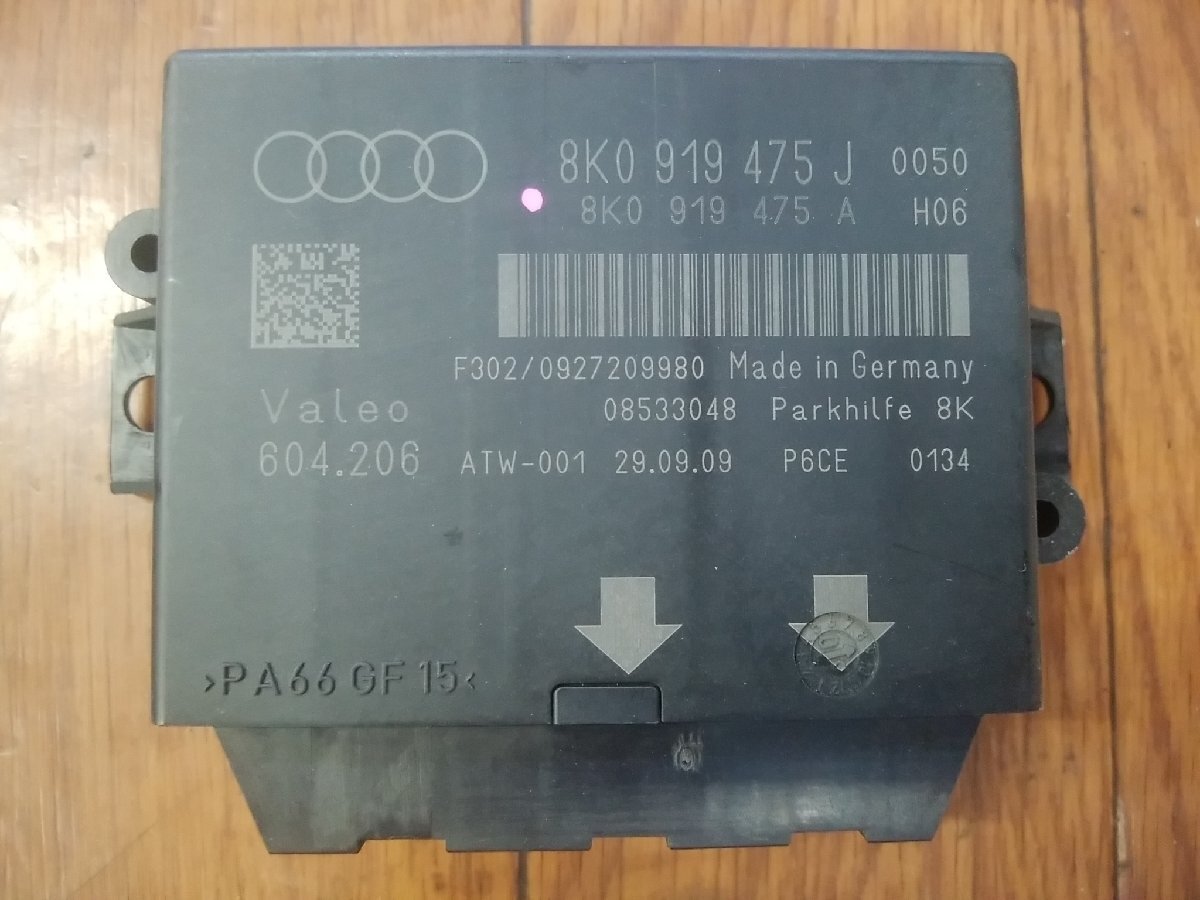 8K0 919 475 J 0050
8K0 919 475 A H06
F302/0927209980 Made in Germany
Valeo 08533048 Parkhilfe 8K
604.206 ATW-001 29.09.09 P6CE 0134
>PA66 GF 15<